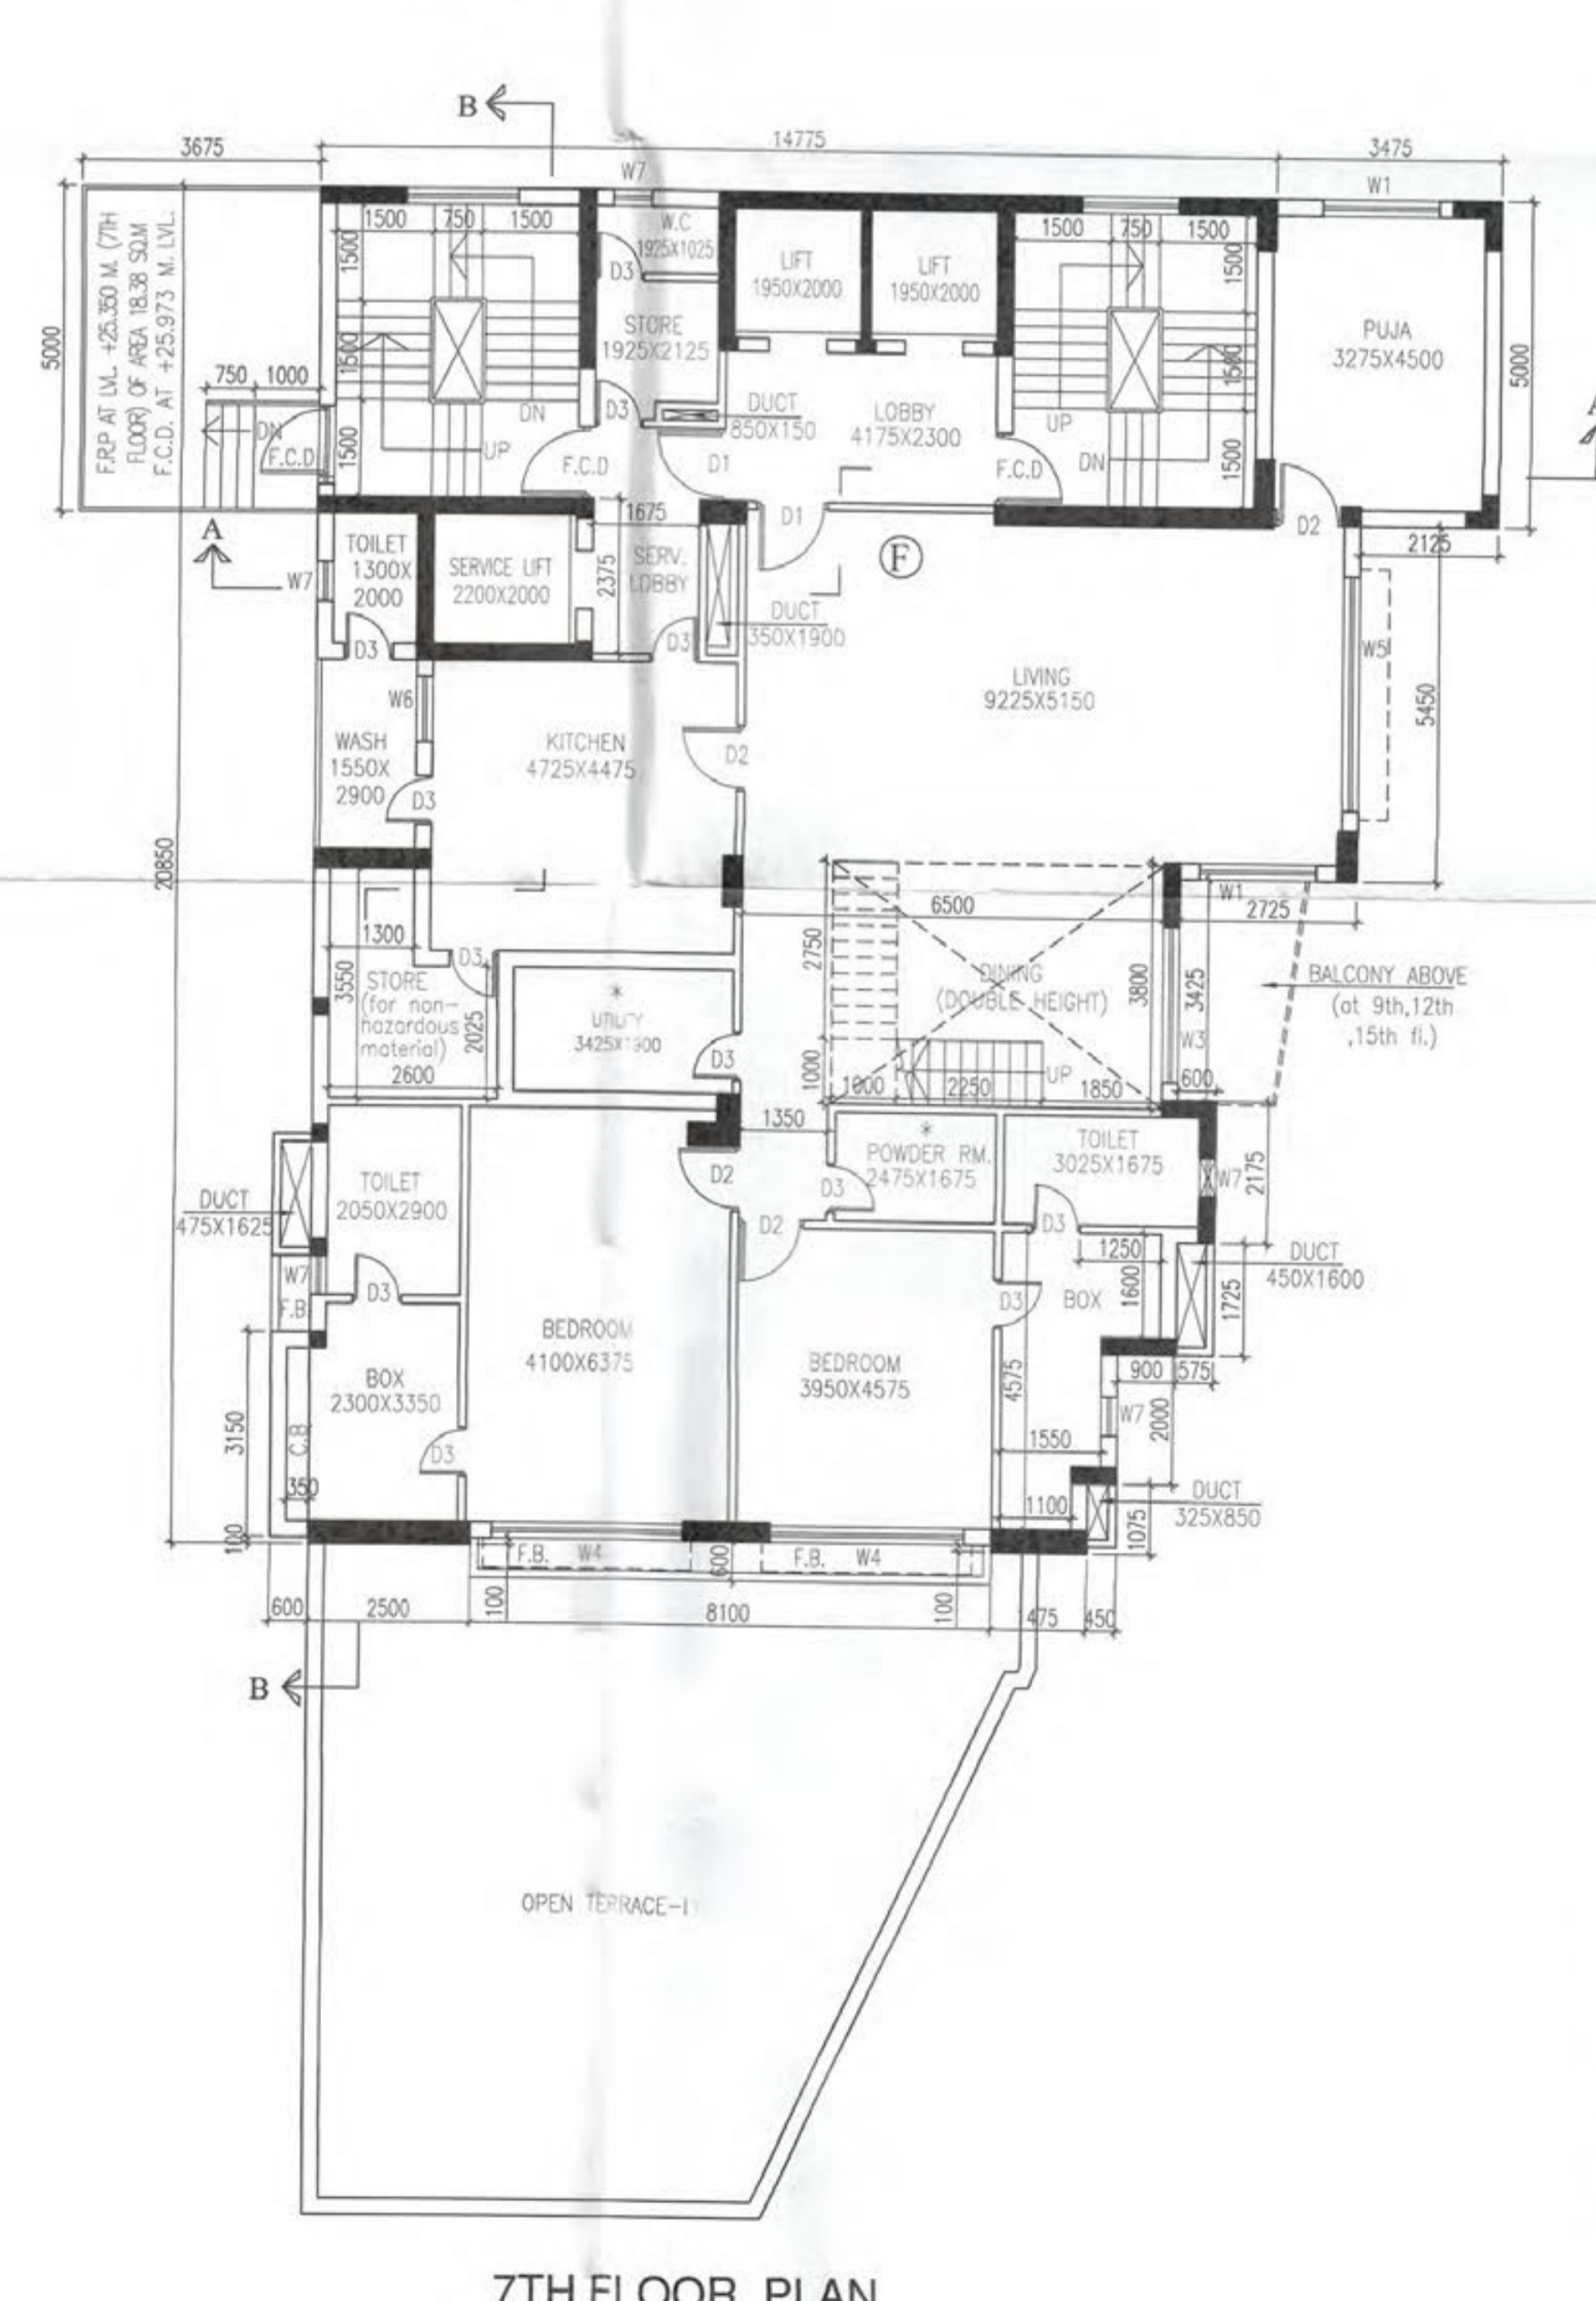 B
3675
14775
3475
W7
W1
1500 750 1500
W.C
1925X1025
1500 750 1500
1500
D3
LIFT
1950X2000
LIFT
1950X2000
1500
F.R.P AT LVL. +25.350 M. (7TH
FLOOR) OF AREA 18.38 SQ.M
F.C.D. AT +25.973 M. LVL.
5000
STORE
1925X2125
PUJA
3275X4500
5000
1500
1500
750 1000
DN
D3
DUCT
850X150
LOBBY
4175X2300
UP
DN
F.C.D
1500
UP
F.C.D
D1
F.C.D
DN
1500
A
1675
D1
D2
2125
TOILET
1300X
2000
W7
SERVICE LIFT
2200X2000
2375
SERV.
LOBBY
F
DUCT
350X1900
D3
D3
W5
W6
LIVING
9225X5150
5450
WASH
1550X
2900
KITCHEN
4725X4475
D2
D3
20850
6500
W1
2725
1300
2750
D3
3550
STORE
(for non-
hazardous
material)
2025
2600
*
UTILITY
3425X1900
D3
DINING
(DOUBLE HEIGHT)
3800
3425
W3
BALCONY ABOVE
(at 9th,12th
,15th fl.)
1000
1000 2250 1850
UP
600
1350
*
POWDER RM.
2475X1675
TOILET
3025X1675
D2
D3
W7
2175
TOILET
2050X2900
DUCT
475X1625
D2
D3
1250
DUCT
450X1600
W7
F.B
D3
D3
BOX
1600
1725
BEDROOM
4100X6375
BEDROOM
3950X4575
4575
900 575
BOX
2300X3350
W7
2000
3150
C.B
D3
1550
350
1100
DUCT
325X850
100
1075
F.B. W4
600
F.B. W4
600 2500
100
8100
100
475 450
B
OPEN TERRACE-1
7TH FLOOR PLAN